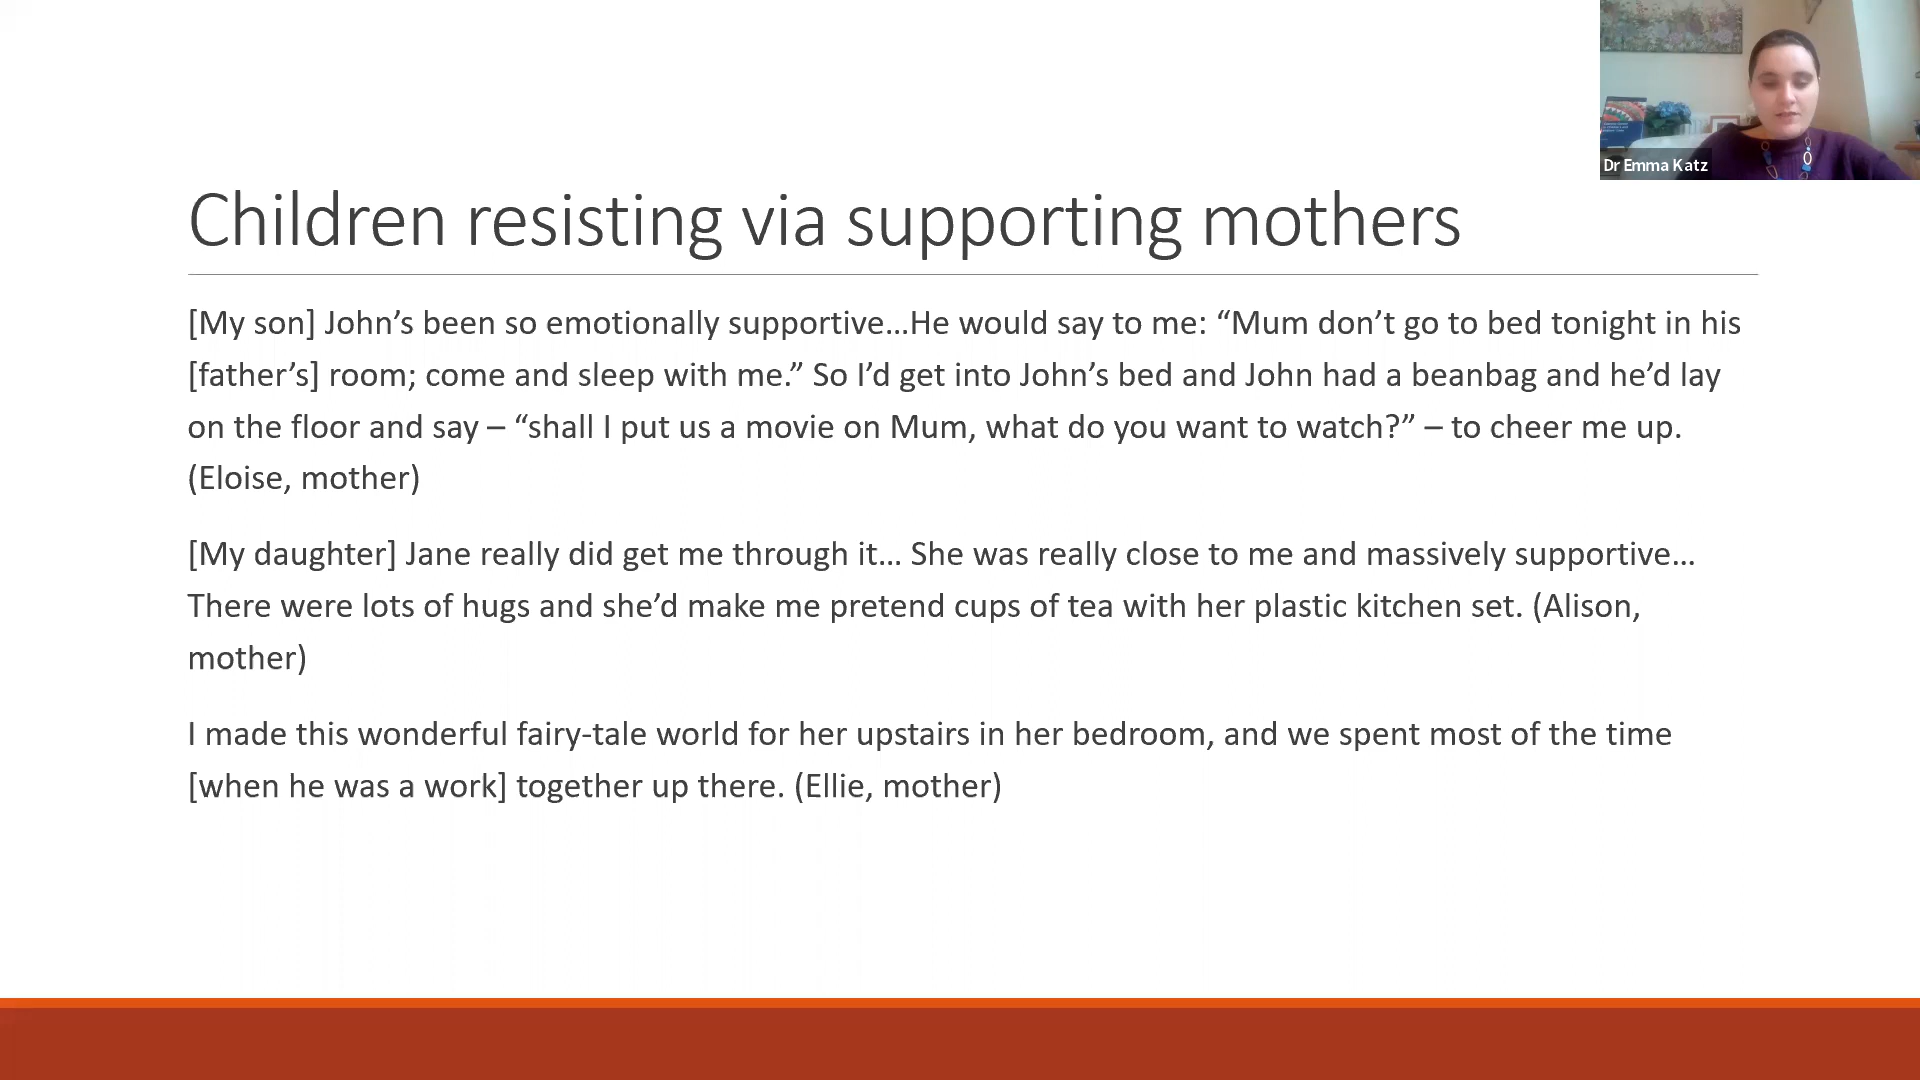 Dr Emma Katz
Children resisting via supporting mothers
[My son] John’s been so emotionally supportive…He would say to me: “Mum don’t go to bed tonight in his
[father’s] room; come and sleep with me.” So I’d get into John’s bed and John had a beanbag and he’d lay
on the floor and say – “shall I put us a movie on Mum, what do you want to watch?” – to cheer me up.
(Eloise, mother)
[My daughter] Jane really did get me through it… She was really close to me and massively supportive…
There were lots of hugs and she’d make me pretend cups of tea with her plastic kitchen set. (Alison,
mother)
I made this wonderful fairy-tale world for her upstairs in her bedroom, and we spent most of the time
[when he was a work] together up there. (Ellie, mother)